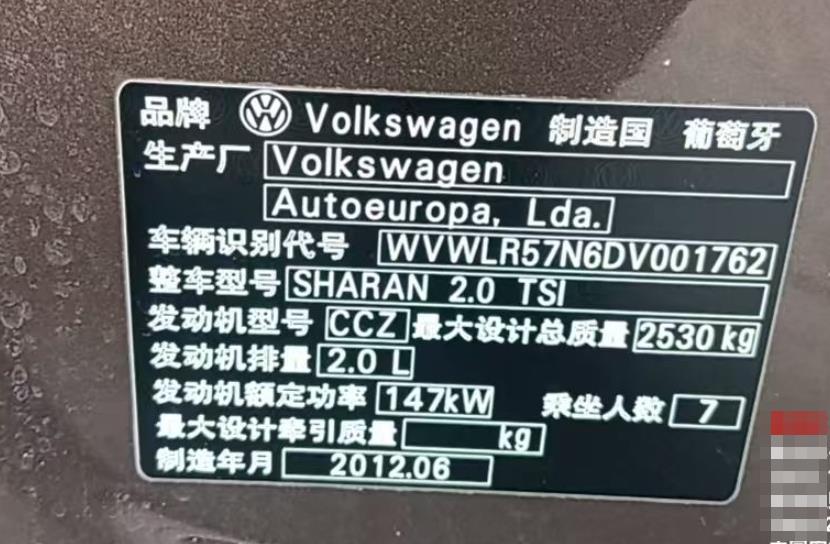 品牌 Volkswagen 制造国 葡萄牙
生产厂 Volkswagen
Autoeuropa, Lda.
车辆识别代号 WVWLR57N6DV001762
整车型号 SHARAN 2.0 TSI
发动机型号 CCZ 最大设计总质量 2530 kg
发动机排量 2.0 L
发动机额定功率 147kW 乘坐人数 7
最大设计牵引质量 kg
制造年月 2012.06